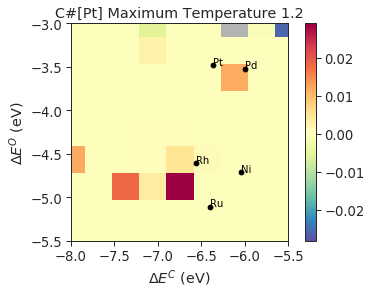 C#[Pt] Maximum Temperature 1.2
−3.0
−3.5
−4.0
−4.5
−5.0
−5.5
ΔE^O (eV)
Pt
Pd
Rh
Ni
Ru
−8.0 −7.5 −7.0 −6.5 −6.0 −5.5
ΔE^C (eV)
0.02
0.01
0.00
−0.01
−0.02